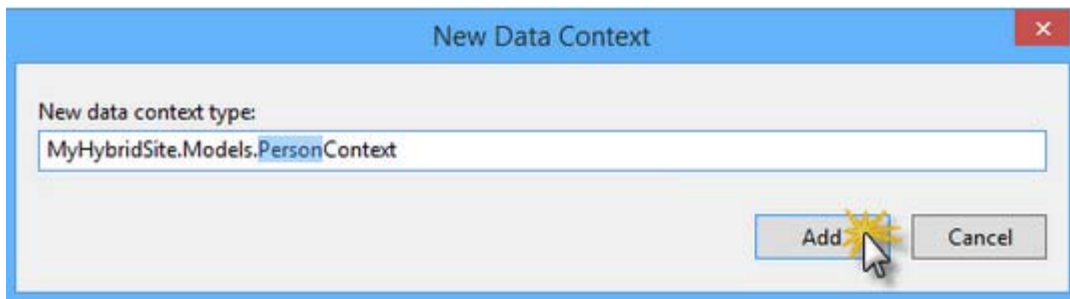 New Data Context
New data context type:
MyHybridSite.Models.PersonContext
Add Cancel